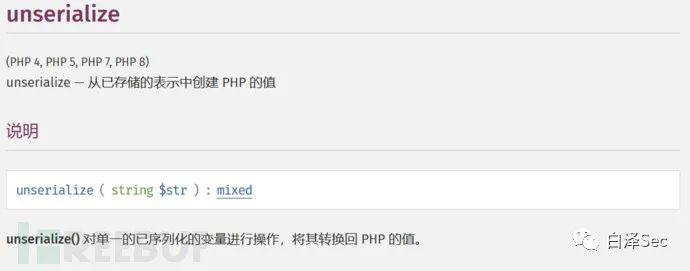 unserialize
(PHP 4, PHP 5, PHP 7, PHP 8)
unserialize — 从已存储的表示中创建 PHP 的值
说明
unserialize ( string $str ) : mixed
unserialize() 对单一的已序列化的变量进行操作，将其转换回 PHP 的值。
REEBUF
白泽Sec